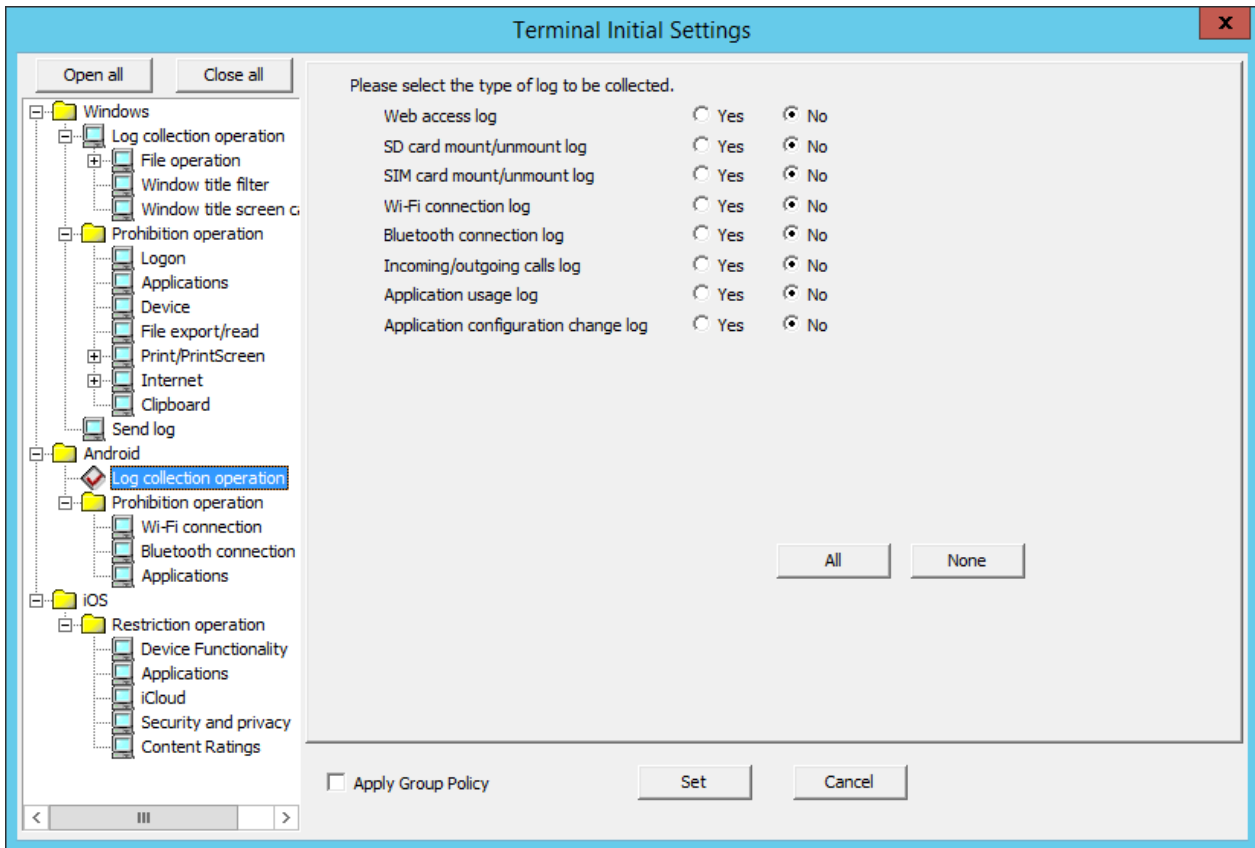 Terminal Initial Settings
x
Open all
Close all
Windows
Log collection operation
File operation
Window title filter
Window title screen ca
Prohibition operation
Logon
Applications
Device
File export/read
Print/PrintScreen
Internet
Clipboard
Send log
Android
Log collection operation
Prohibition operation
Wi-Fi connection
Bluetooth connection
Applications
iOS
Restriction operation
Device Functionality
Applications
iCloud
Security and privacy
Content Ratings
Please select the type of log to be collected.
Web access log Yes No
SD card mount/unmount log Yes No
SIM card mount/unmount log Yes No
Wi-Fi connection log Yes No
Bluetooth connection log Yes No
Incoming/outgoing calls log Yes No
Application usage log Yes No
Application configuration change log Yes No
All
None
Apply Group Policy
Set
Cancel